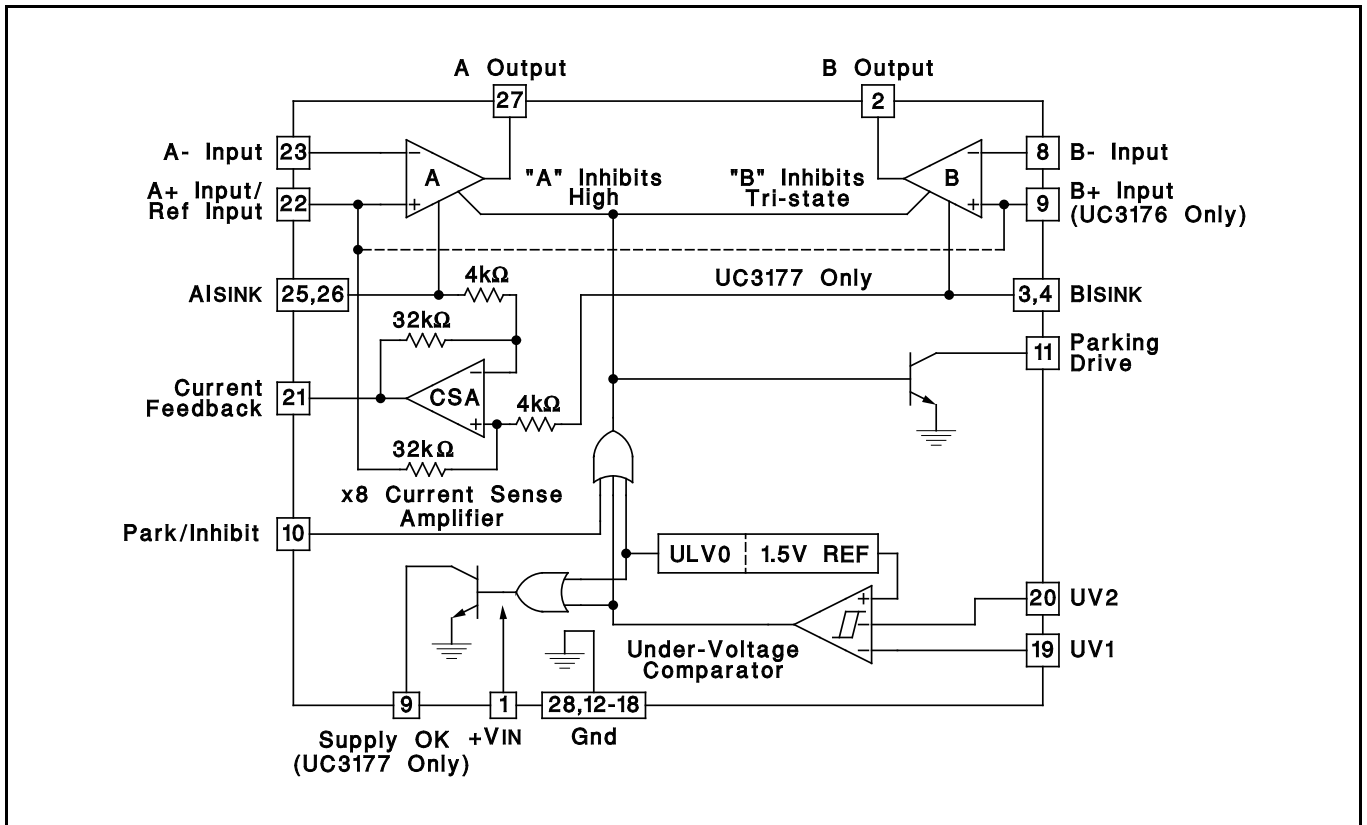 A Output
B Output
27
2
A- Input
23
8
B- Input
A
"A" Inhibits
High
"B" Inhibits
Tri-state
B
A+ Input/
Ref Input
22
9
B+ Input
(UC3176 Only)
4kΩ
UC3177 Only
AISINK
25,26
3,4
BISINK
32kΩ
11
Parking
Drive
Current
Feedback
21
CSA
4kΩ
32kΩ
x8 Current Sense
Amplifier
Park/Inhibit
10
ULV0
1.5V REF
20
UV2
Under-Voltage
Comparator
19
UV1
9
1
28,12-18
Supply OK
(UC3177 Only)
+VIN
Gnd